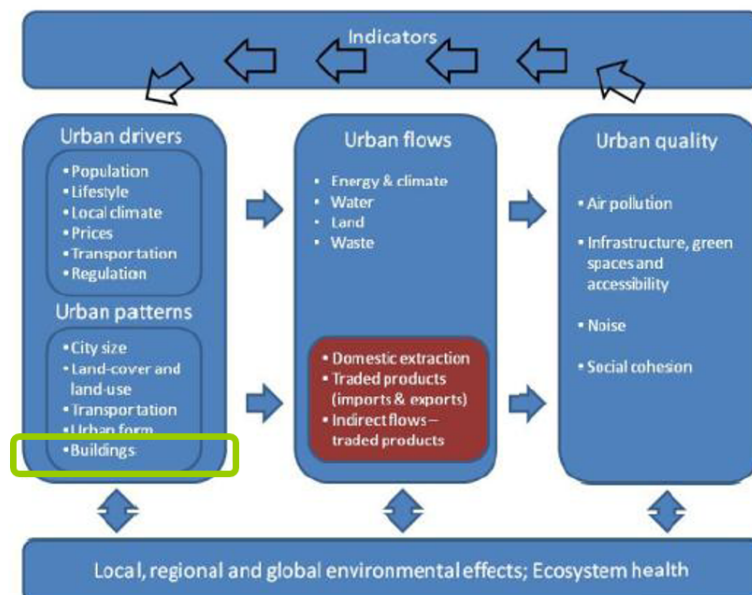 Indicators
Urban drivers
• Population
• Lifestyle
• Local climate
• Prices
• Transportation
• Regulation
Urban patterns
• City size
• Land-cover and
land-use
• Transportation
• Urban form
• Buildings
Urban flows
• Energy & climate
• Water
• Land
• Waste
• Domestic extraction
• Traded products
(imports & exports)
• Indirect flows –
traded products
Urban quality
• Air pollution
• Infrastructure, green
spaces and
accessibility
• Noise
• Social cohesion
Local, regional and global environmental effects; Ecosystem health